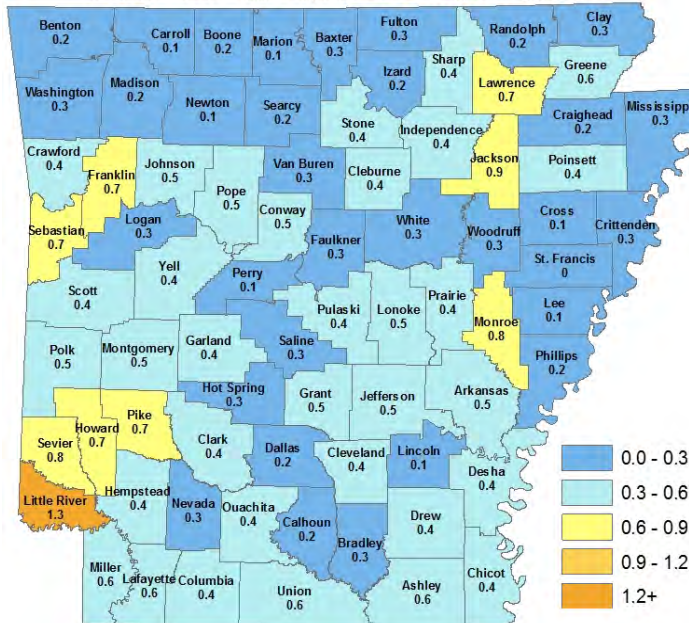 Benton
0.2
Carroll
0.1
Boone
0.2
Marion
0.1
Baxter
0.3
Fulton
0.3
Randolph
0.2
Clay
0.3
Washington
0.3
Madison
0.2
Newton
0.1
Searcy
0.2
Izard
0.2
Sharp
0.4
Lawrence
0.7
Greene
0.6
Craighead
0.2
Mississippi
0.3
Crawford
0.4
Franklin
0.7
Johnson
0.5
Pope
0.5
Van Buren
0.3
Stone
0.4
Cleburne
0.4
Independence
0.4
Jackson
0.9
Poinsett
0.4
Sebastian
0.7
Logan
0.3
Conway
0.5
Faulkner
0.3
White
0.3
Woodruff
0.3
Cross
0.1
Crittenden
0.3
St. Francis
0
Scott
0.4
Yell
0.4
Perry
0.1
Pulaski
0.4
Lonoke
0.5
Prairie
0.4
Monroe
0.8
Lee
0.1
Phillips
0.2
Polk
0.5
Montgomery
0.5
Garland
0.4
Saline
0.3
Hot Spring
0.3
Grant
0.5
Jefferson
0.5
Arkansas
0.5
Sevier
0.8
Howard
0.7
Pike
0.7
Clark
0.4
Dallas
0.2
Cleveland
0.4
Lincoln
0.1
Desha
0.4
Little River
1.3
Hempstead
0.4
Nevada
0.3
Ouachita
0.4
Calhoun
0.2
Bradley
0.3
Drew
0.4
Chicot
0.4
Miller
0.6
Lafayette
0.6
Columbia
0.4
Union
0.6
Ashley
0.6
0.0 - 0.3
0.3 - 0.6
0.6 - 0.9
0.9 - 1.2
1.2+